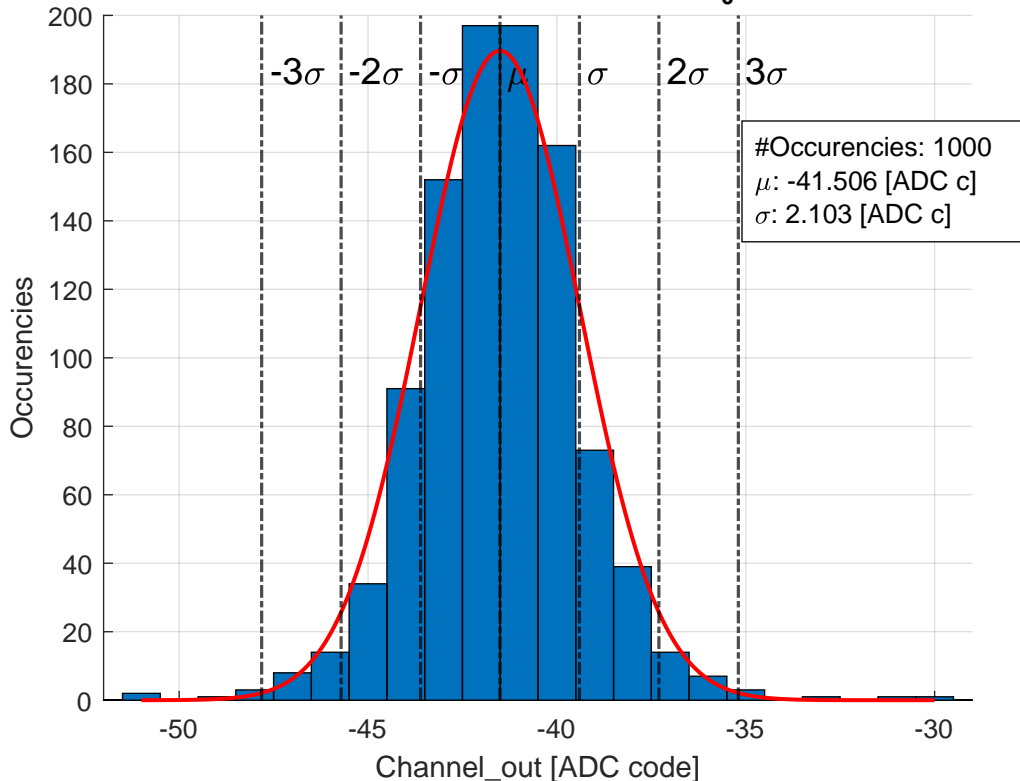 200
180
160
140
120
100
80
60
40
20
0
-3σ -2σ -σ μ σ 2σ 3σ
#Occurencies: 1000
μ: -41.506 [ADC c]
σ: 2.103 [ADC c]
Occurencies
-50 -45 -40 -35 -30
Channel_out [ADC code]